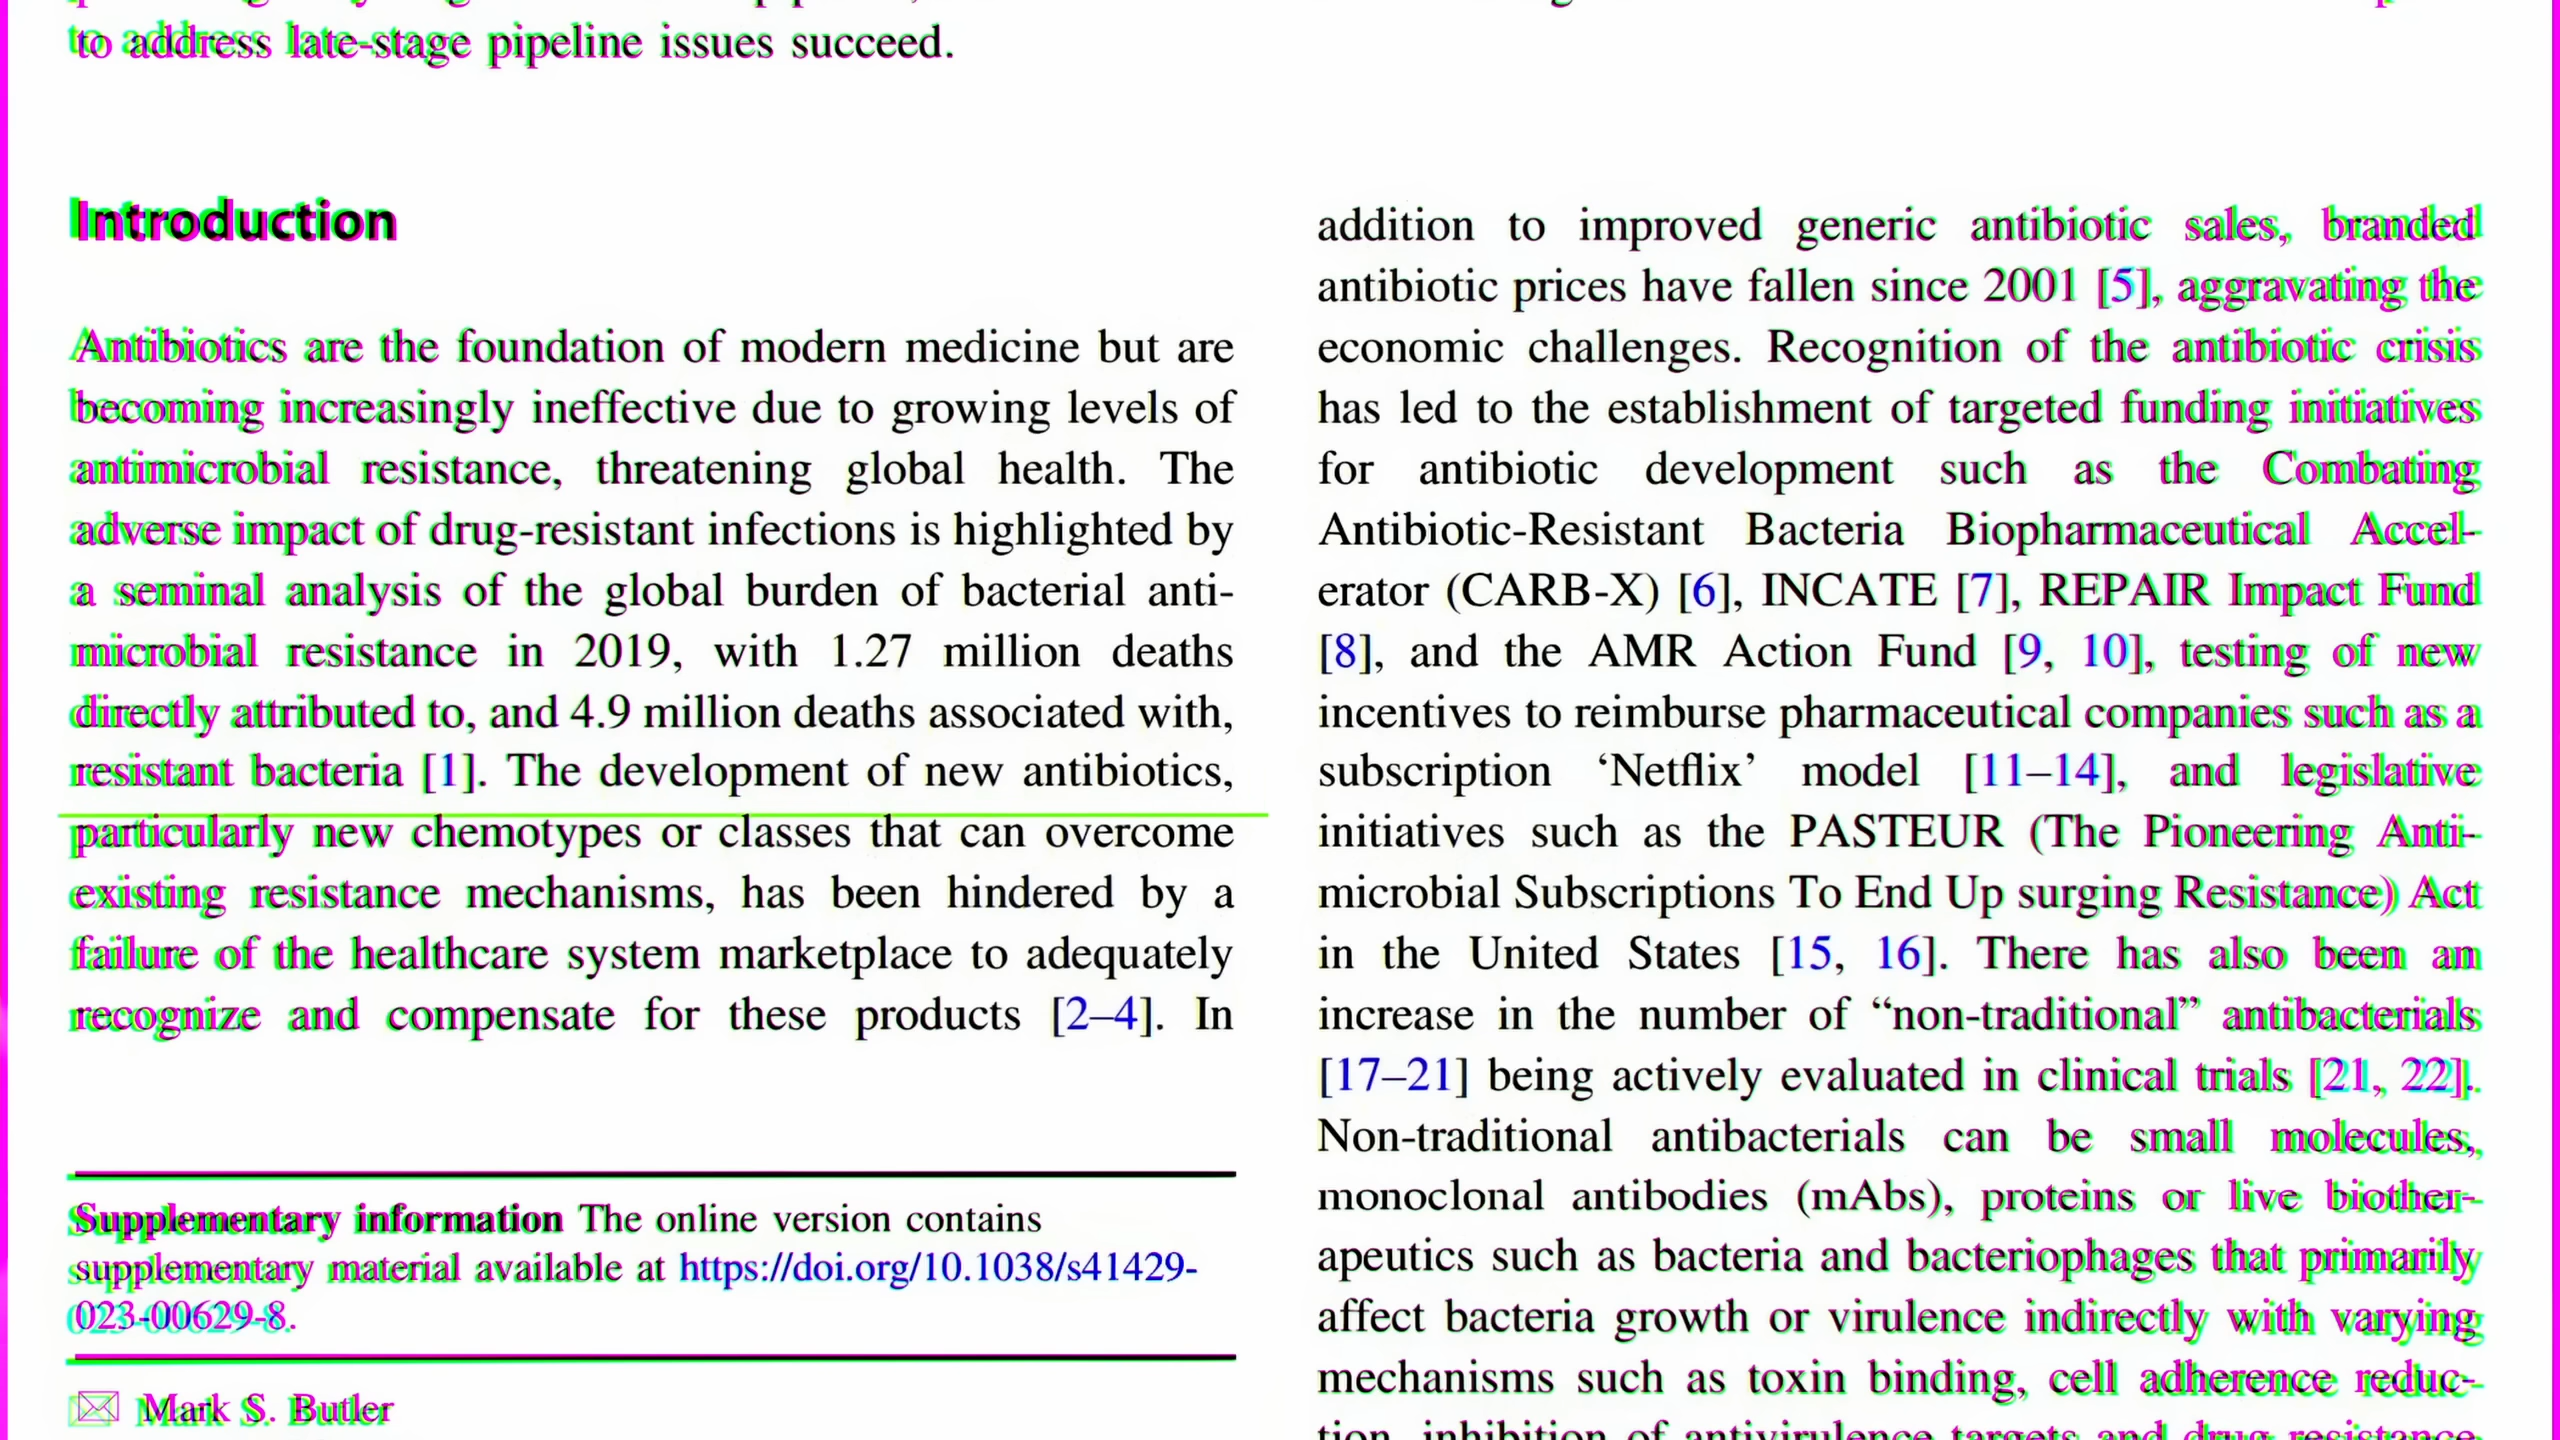 to address late-stage pipeline issues succeed.
Introduction
Antibiotics are the foundation of modern medicine but are
becoming increasingly ineffective due to growing levels of
antimicrobial resistance, threatening global health. The
adverse impact of drug-resistant infections is highlighted by
a seminal analysis of the global burden of bacterial anti-
microbial resistance in 2019, with 1.27 million deaths
directly attributed to, and 4.9 million deaths associated with,
resistant bacteria [1]. The development of new antibiotics,
particularly new chemotypes or classes that can overcome
existing resistance mechanisms, has been hindered by a
failure of the healthcare system marketplace to adequately
recognize and compensate for these products [2–4]. In
Supplementary information The online version contains
supplementary material available at https://doi.org/10.1038/s41429-
023-00629-8.
Mark S. Butler
addition to improved generic antibiotic sales, branded
antibiotic prices have fallen since 2001 [5], aggravating the
economic challenges. Recognition of the antibiotic crisis
has led to the establishment of targeted funding initiatives
for antibiotic development such as the Combating
Antibiotic-Resistant Bacteria Biopharmaceutical Accel-
erator (CARB-X) [6], INCATE [7], REPAIR Impact Fund
[8], and the AMR Action Fund [9, 10], testing of new
incentives to reimburse pharmaceutical companies such as a
subscription ‘Netflix’ model [11–14], and legislative
initiatives such as the PASTEUR (The Pioneering Anti-
microbial Subscriptions To End Up surging Resistance) Act
in the United States [15, 16]. There has also been an
increase in the number of “non-traditional” antibacterials
[17–21] being actively evaluated in clinical trials [21, 22].
Non-traditional antibacterials can be small molecules,
monoclonal antibodies (mAbs), proteins or live biother-
apeutics such as bacteria and bacteriophages that primarily
affect bacteria growth or virulence indirectly with varying
mechanisms such as toxin binding, cell adherence reduc-
tion, inhibition of antivirulence targets and drug resistance